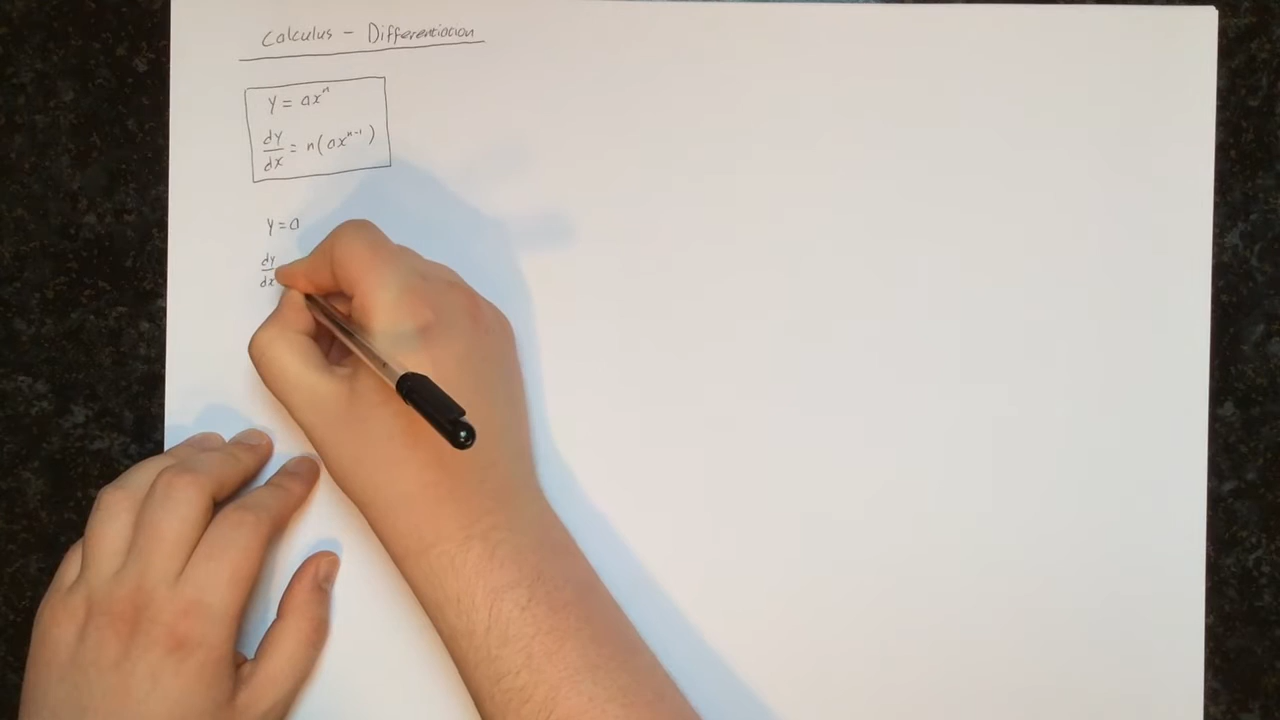 Calculus - Differentiation
y = ax^n
dy/dx = n(ax^{n-1})
y = a
dy/dx